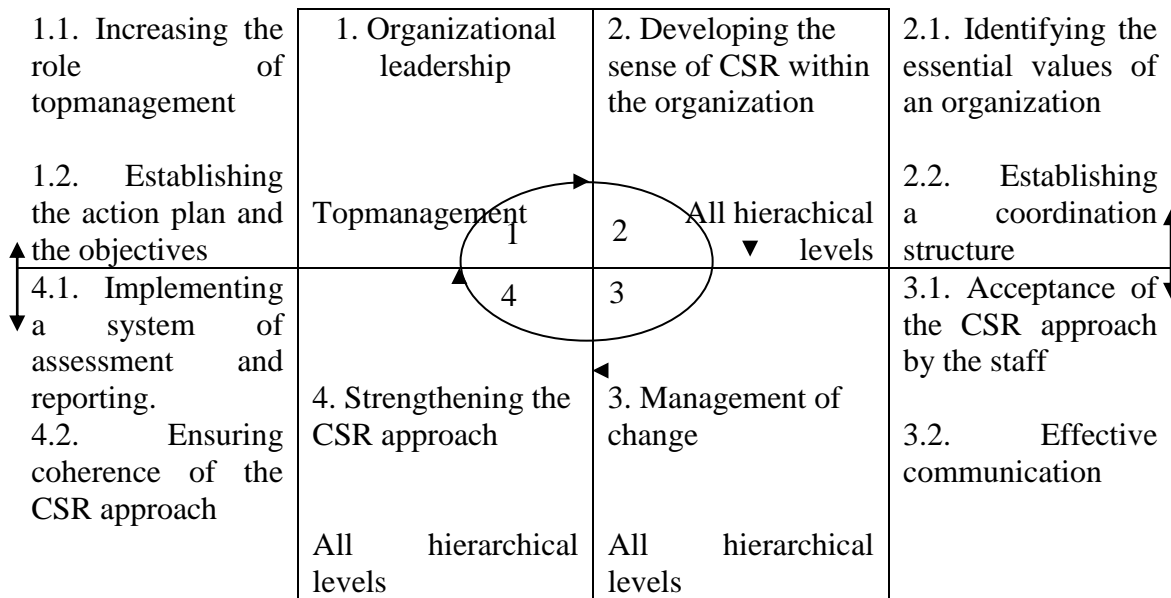 1.1. Increasing the
role of
topmanagement
1.2. Establishing
the action plan and
the objectives
1. Organizational
leadership
Topmanagement
1
2. Developing the
sense of CSR within
the organization
All hierachical
levels
2
2.1. Identifying the
essential values of
an organization
2.2. Establishing
a coordination
structure
4.1. Implementing
a system of
assessment and
reporting.
4.2. Ensuring
coherence of the
CSR approach
4
4. Strengthening the
CSR approach
All hierarchical
levels
3
3. Management of
change
All hierarchical
levels
3.1. Acceptance of
the CSR approach
by the staff
3.2. Effective
communication